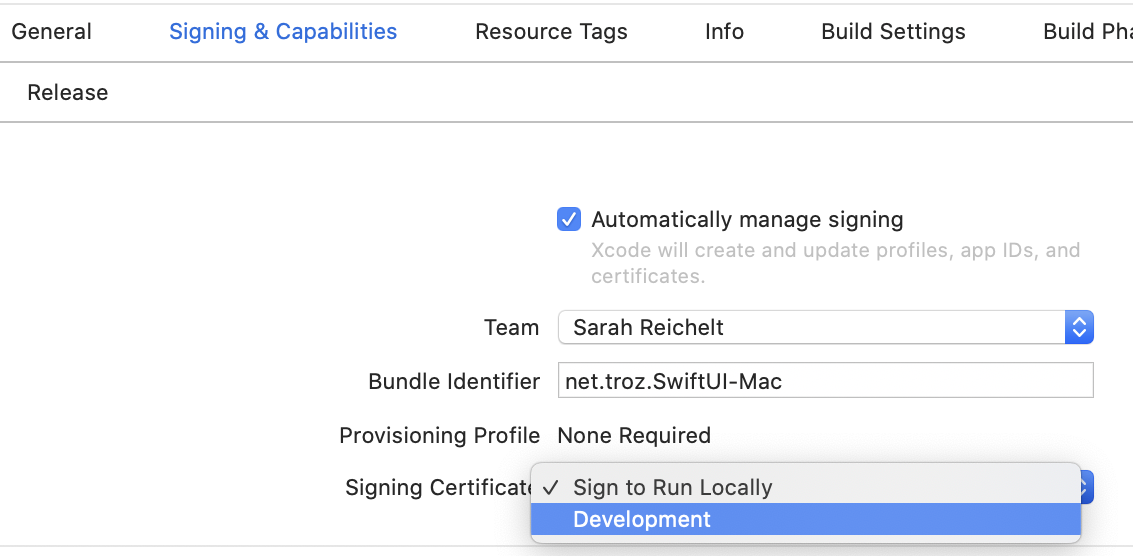 General Signing & Capabilities Resource Tags Info Build Settings Build Pha
Release
Automatically manage signing
Xcode will create and update profiles, app IDs, and
certificates.
Team Sarah Reichelt
Bundle Identifier net.troz.SwiftUI-Mac
Provisioning Profile None Required
Signing Certificate ✓ Sign to Run Locally
Development